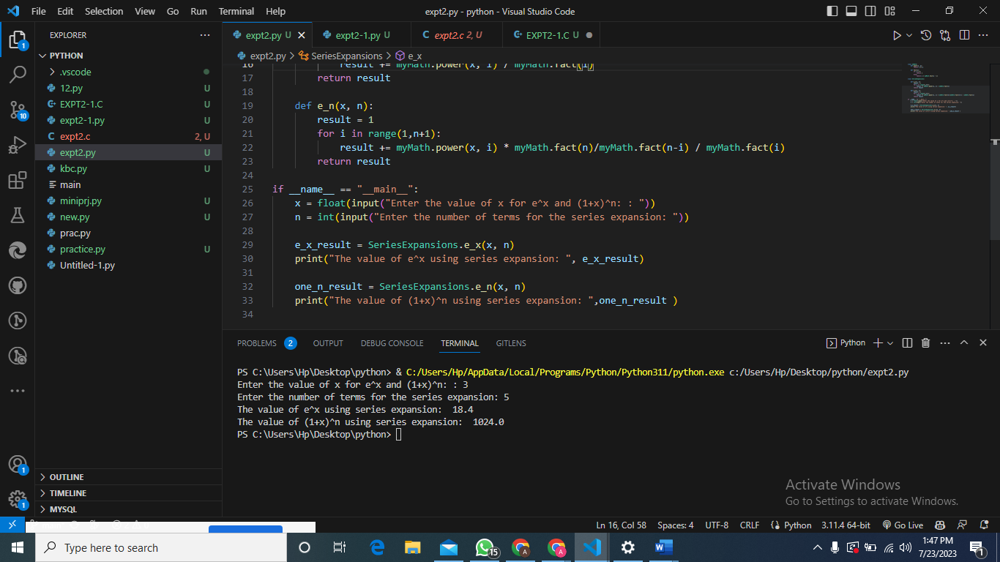 File Edit Selection View Go Run Terminal Help
expt2.py - python - Visual Studio Code
EXPLORER
PYTHON
.vscode
12.py U
EXPT2-1.C U
expt2-1.py U
expt2.c 2, U
expt2.py U
kbc.py U
main
miniprj.py U
new.py U
prac.py
practice.py U
Untitled-1.py
OUTLINE
TIMELINE
MYSQL
1
10
1
1
expt2.py U
expt2-1.py U
expt2.c 2, U
EXPT2-1.C U
expt2.py > SeriesExpansions > e_x
16 result += myMath.power(x, i) / myMath.fact(i)
17 return result
18
19 def e_n(x, n):
20 result = 1
21 for i in range(1,n+1):
22 result += myMath.power(x, i) * myMath.fact(n)/myMath.fact(n-i) / myMath.fact(i)
23 return result
24
25 if __name__ == "__main__":
26 x = float(input("Enter the value of x for e^x and (1+x)^n: : "))
27 n = int(input("Enter the number of terms for the series expansion: "))
28
29 e_x_result = SeriesExpansions.e_x(x, n)
30 print("The value of e^x using series expansion: ", e_x_result)
31
32 one_n_result = SeriesExpansions.e_n(x, n)
33 print("The value of (1+x)^n using series expansion: ",one_n_result )
34
PROBLEMS 2 OUTPUT DEBUG CONSOLE TERMINAL GITLENS
Python
PS C:\Users\Hp\Desktop\python> & C:/Users/Hp/AppData/Local/Programs/Python/Python311/python.exe c:/Users/Hp/Desktop/python/expt2.py
Enter the value of x for e^x and (1+x)^n: : 3
Enter the number of terms for the series expansion: 5
The value of e^x using series expansion:  18.4
The value of (1+x)^n using series expansion:  1024.0
PS C:\Users\Hp\Desktop\python>
Activate Windows
Go to Settings to activate Windows.
Ln 16, Col 58 Spaces: 4 UTF-8 CRLF Python 3.11.4 64-bit Go Live
Type here to search
15
A
A
1:47 PM
7/23/2023
1